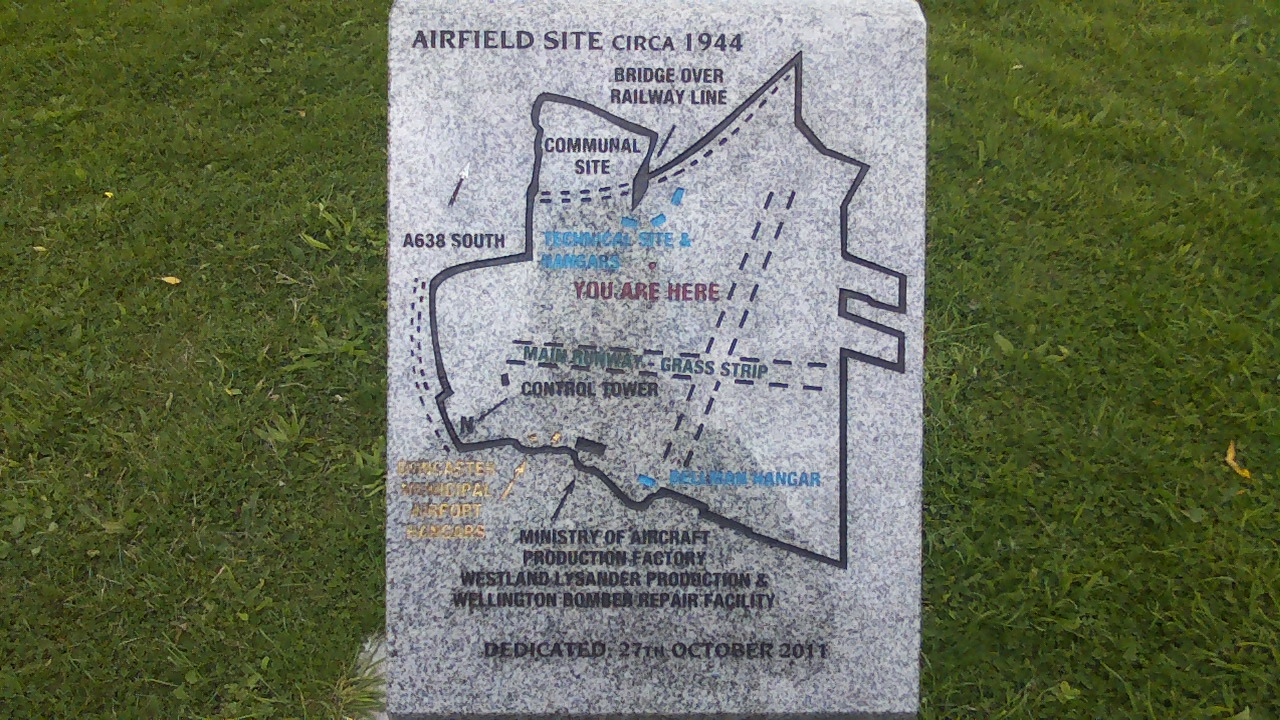 AIRFIELD SITE CIRCA 1944
BRIDGE OVER
RAILWAY LINE
COMMUNAL
SITE
A638 SOUTH
TECHNICAL SITE &
HANGARS
YOU ARE HERE
MAIN RUNWAY - GRASS STRIP
CONTROL TOWER
N
DONCASTER
MUNICIPAL
AIRPORT
HANGARS
BELLMAN HANGAR
MINISTRY OF AIRCRAFT
PRODUCTION FACTORY
WESTLAND LYSANDER PRODUCTION &
WELLINGTON BOMBER REPAIR FACILITY
DEDICATED: 27TH OCTOBER 2011